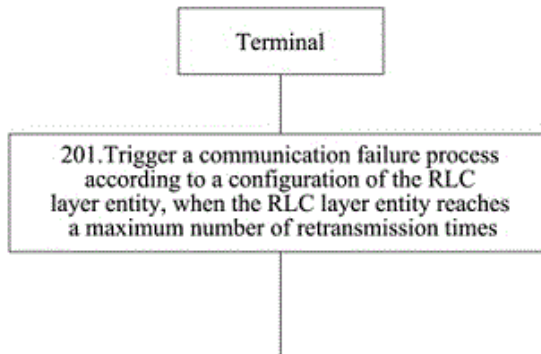 Terminal
201.Trigger a communication failure process
according to a configuration of the RLC
layer entity, when the RLC layer entity reaches
a maximum number of retransmission times